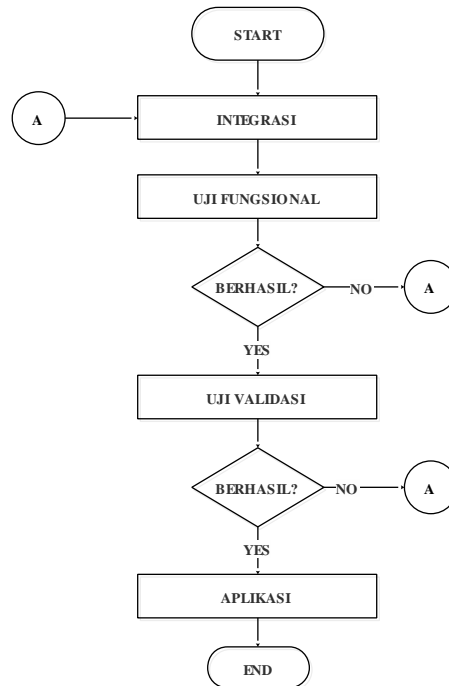 START
A
INTEGRASI
UJI FUNGSIONAL
BERHASIL?
NO
A
YES
UJI VALIDASI
BERHASIL?
NO
A
YES
APLIKASI
END